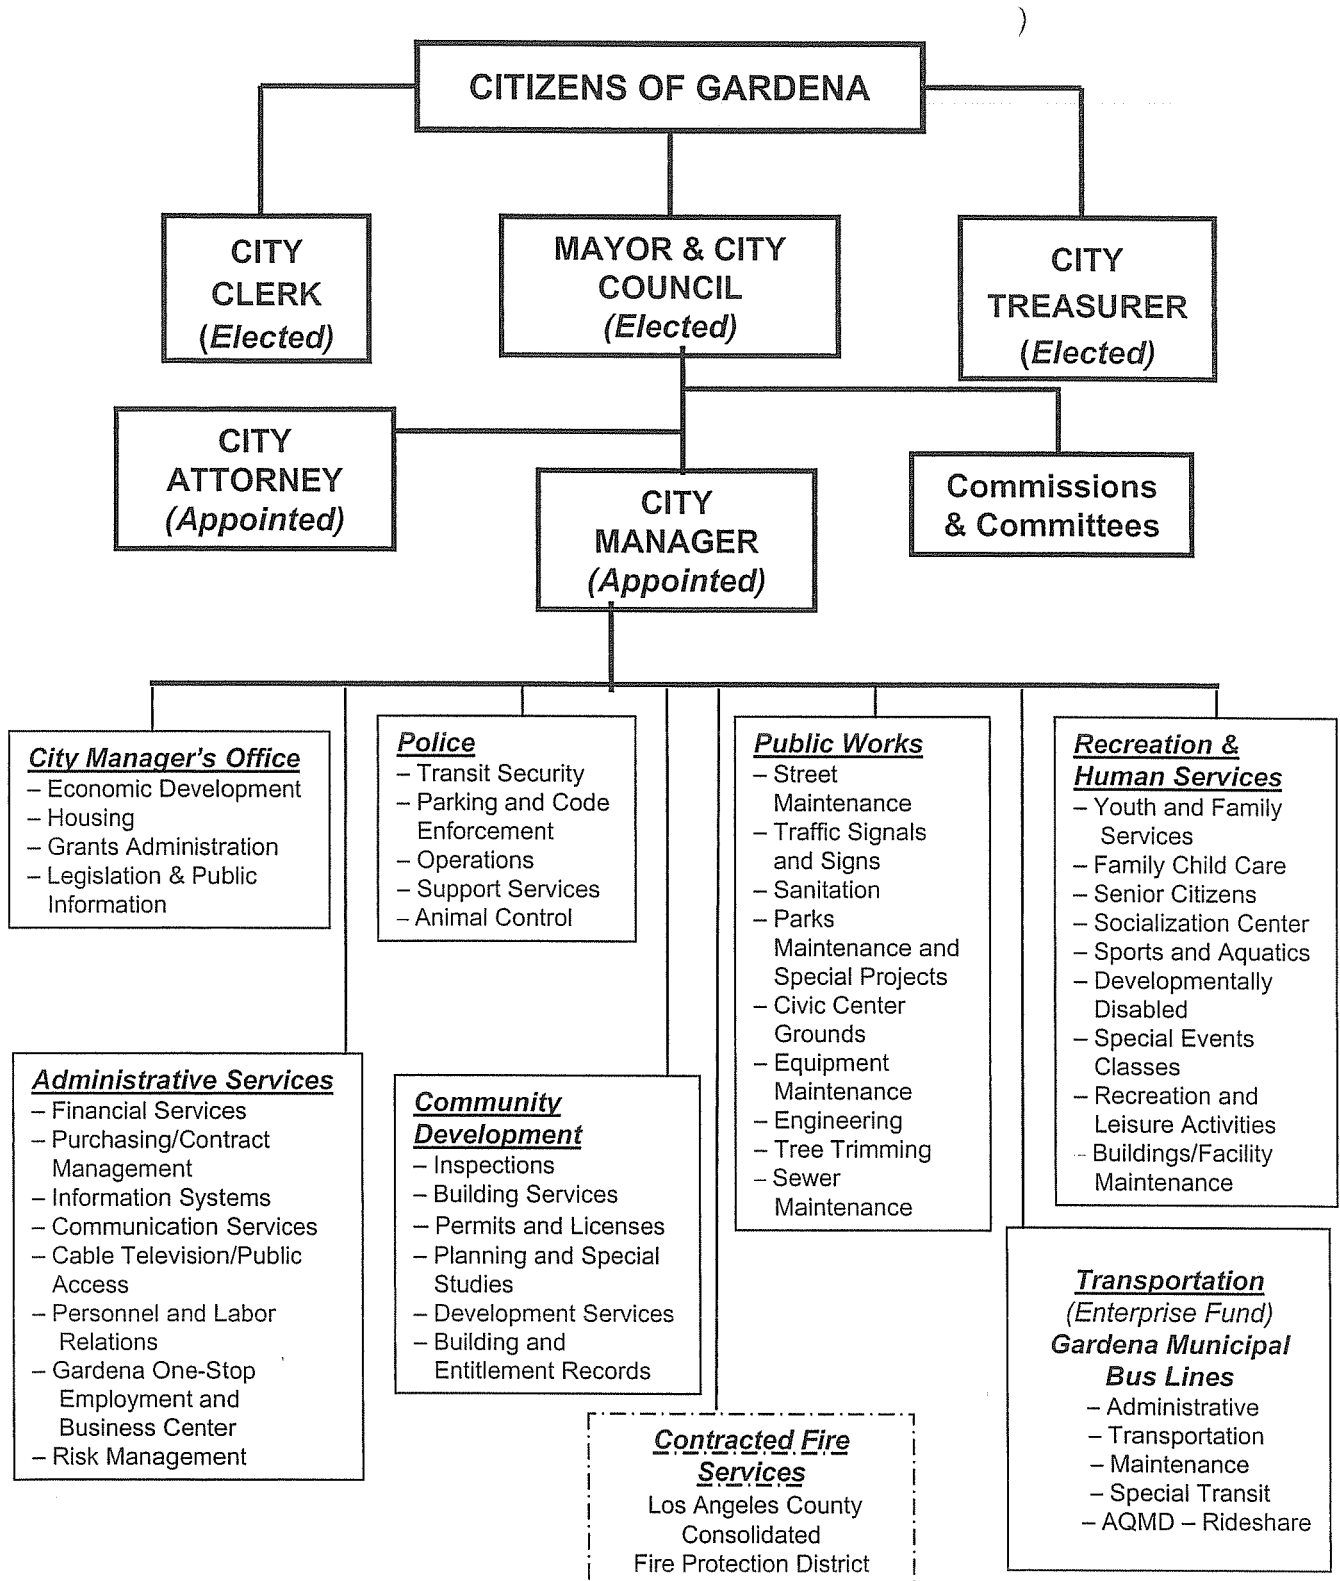 CITIZENS OF GARDENA
CITY
CLERK
(Elected)
MAYOR & CITY
COUNCIL
(Elected)
CITY
TREASURER
(Elected)
CITY
ATTORNEY
(Appointed)
CITY
MANAGER
(Appointed)
Commissions
& Committees
City Manager's Office
– Economic Development
– Housing
– Grants Administration
– Legislation & Public
Information
Police
– Transit Security
– Parking and Code
Enforcement
– Operations
– Support Services
– Animal Control
Public Works
– Street
Maintenance
– Traffic Signals
and Signs
– Sanitation
– Parks
Maintenance and
Special Projects
– Civic Center
Grounds
– Equipment
Maintenance
– Engineering
– Tree Trimming
– Sewer
Maintenance
Recreation &
Human Services
– Youth and Family
Services
– Family Child Care
– Senior Citizens
– Socialization Center
– Sports and Aquatics
– Developmentally
Disabled
– Special Events
Classes
– Recreation and
Leisure Activities
– Buildings/Facility
Maintenance
Administrative Services
– Financial Services
– Purchasing/Contract
Management
– Information Systems
– Communication Services
– Cable Television/Public
Access
– Personnel and Labor
Relations
– Gardena One-Stop
Employment and
Business Center
– Risk Management
Community
Development
– Inspections
– Building Services
– Permits and Licenses
– Planning and Special
Studies
– Development Services
– Building and
Entitlement Records
Contracted Fire
Services
Los Angeles County
Consolidated
Fire Protection District
Transportation
(Enterprise Fund)
Gardena Municipal
Bus Lines
– Administrative
– Transportation
– Maintenance
– Special Transit
– AQMD – Rideshare